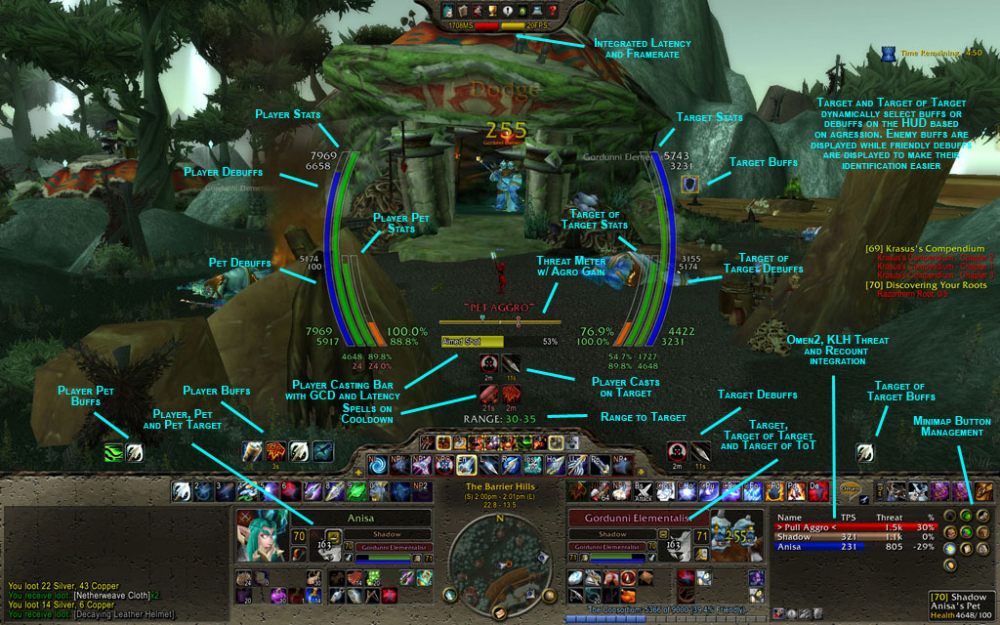 1708MS 20FPS
Integrated Latency
and Framerate
Time Remaining: 4:50
Dodge
255
Player Stats
Target Stats
Target and Target of Target
dynamically select buffs or
debuffs on the HUD based
on agression. Enemy buffs are
displayed while friendly debuffs
are displayed to make their
identification easier
7969
6658
5743
3231
Player Debuffs
Target Buffs
Player Pet
Stats
Target of
Target Stats
Pet Debuffs
5174
100
3155
5174
Threat Meter
w/ Agro Gain
Target of
Target Debuffs
[69] Krasus's Compendium
Krasus's Compendium - Chapter 2
Krasus's Compendium - Chapter 3
[70] Discovering Your Roots
Razorthorn Root: 0/3
~PET AGGRO~
7969
5917
100.0%
88.8%
76.9%
100.0%
4422
3231
Aimed Shot 53%
4648 89.8%
24 24.0%
54.7% 1727
89.8% 4648
Omen2, KLH Threat
and Recount
integration
2m 11s
Player Casting Bar
with GCD and Latency
Player Casts
on Target
Spells on
Cooldown
21s 2m
RANGE: 30-35
Range to Target
Player Pet
Buffs
Player Buffs
Player, Pet
and Pet Target
Target Debuffs
Target,
Target of Target
and Target of ToT
Target of
Target Buffs
Minimap Button
Management
3s
2m 11s
The Barrier Hills
(S) 2:00pm - 2:01pm (L)
22.8 - 13.5
N
Omen
Anisa
70
Shadow
163
70
Gordunni Elementalist
71
Gordunni Elementalist
71
Shadow
70
163
Gordunni Elementalist
71
255
Name TPS Threat %
> Pull Aggro < 1.5k 30%
Shadow 321 1.1k 0%
Anisa 231 805 -29%
You loot 22 Silver, 43 Copper
You receive loot: [Netherweave Cloth]x2.
You loot 14 Silver, 6 Copper
You receive loot: [Decaying Leather Helmet].
The Consortium - 5366 of 9000 (39.4% Friendly)
[70] Shadow
Anisa's Pet
Health 4648/100